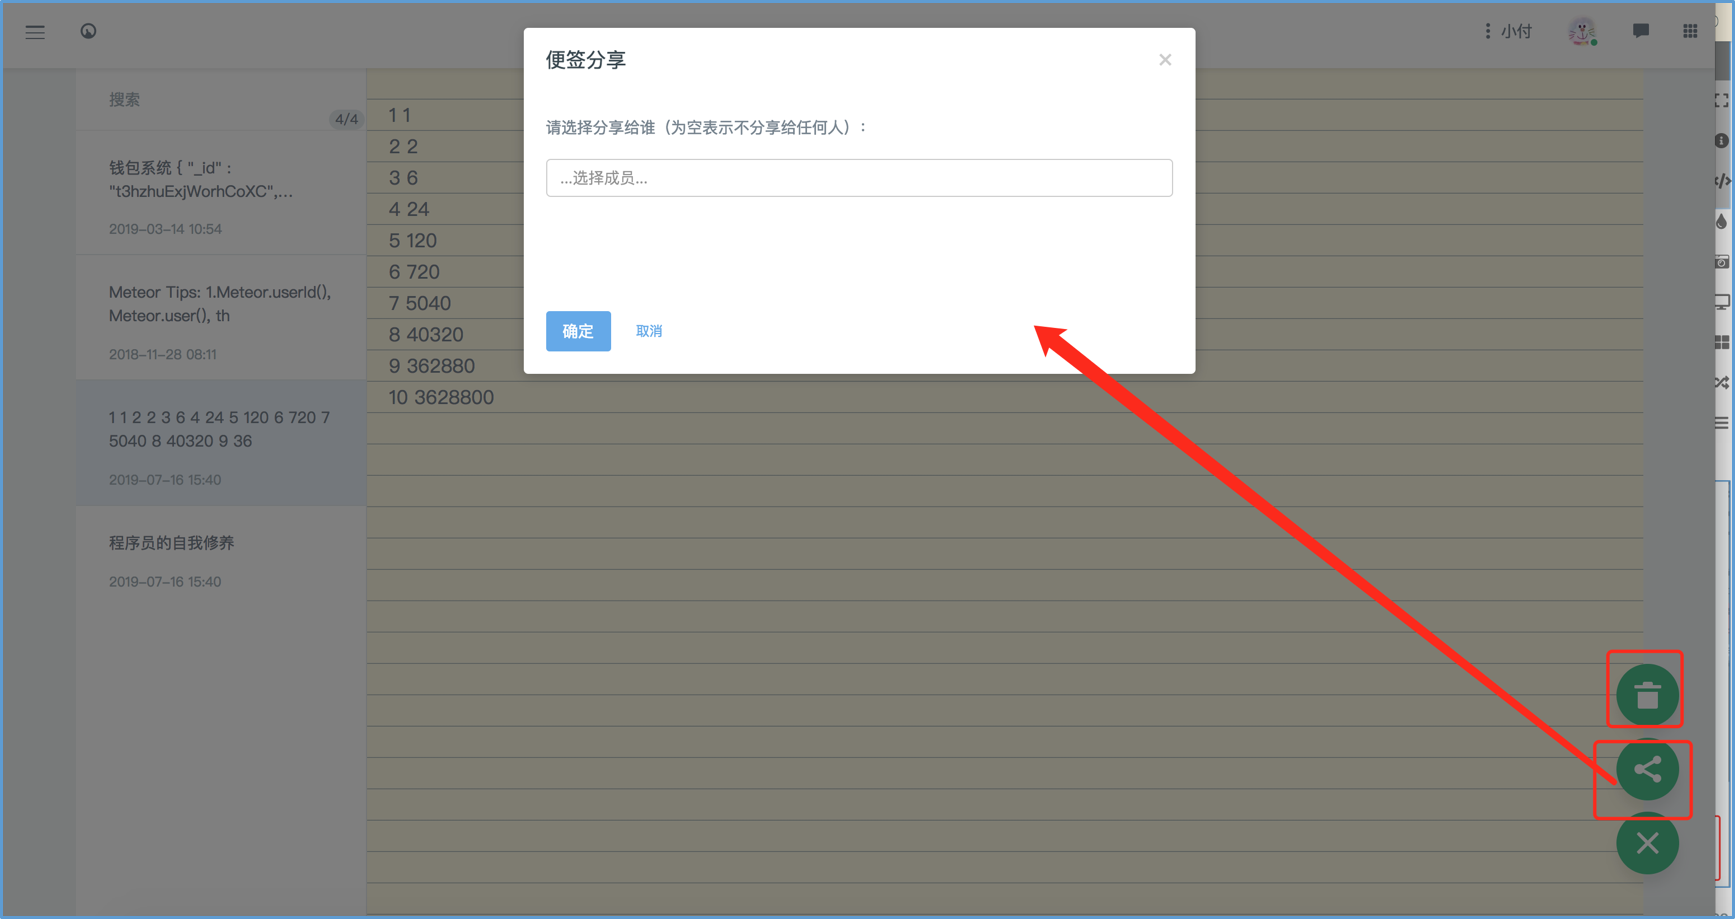 小付
便签分享
请选择分享给谁（为空表示不分享给任何人）:
...选择成员...
确定
取消
搜索
4/4
钱包系统 { "_id" :
"t3hzhuExjWorhCoXC",...
2019-03-14 10:54
Meteor Tips: 1.Meteor.userId(),
Meteor.user(), th
2018-11-28 08:11
1 1 2 2 3 6 4 24 5 120 6 720 7
5040 8 40320 9 36
2019-07-16 15:40
程序员的自我修养
2019-07-16 15:40
1 1
2 2
3 6
4 24
5 120
6 720
7 5040
8 40320
9 362880
10 3628800